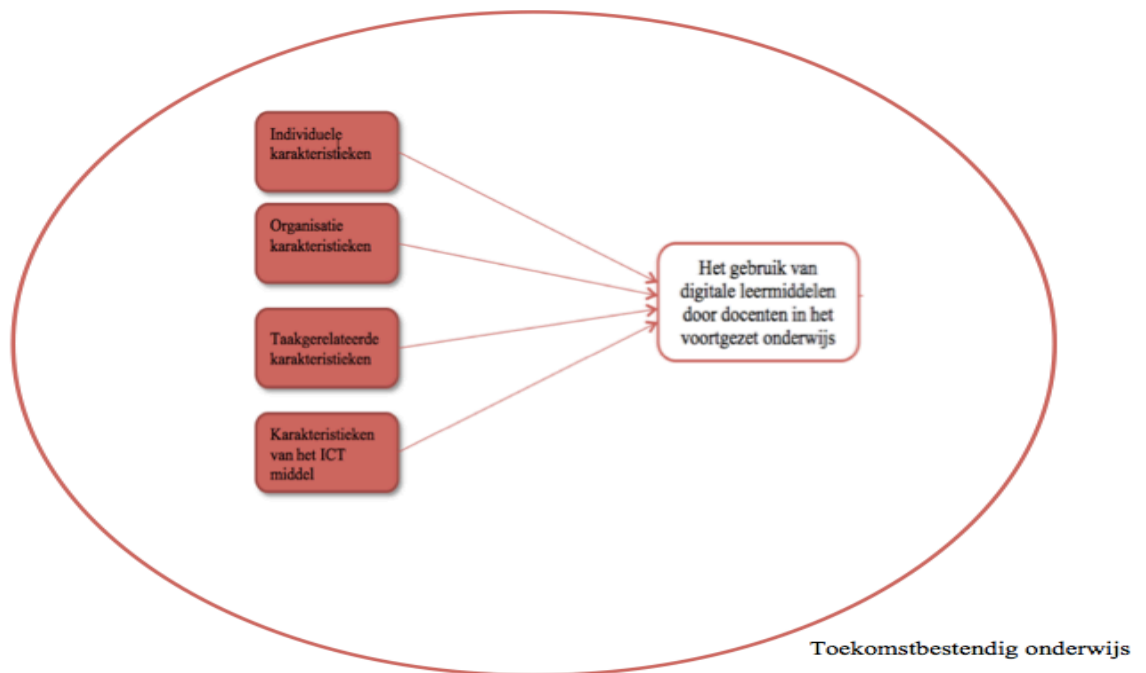 Individuele
karakteristieken
Organisatie
karakteristieken
Taakgerelateerde
karakteristieken
Karakteristieken
van het ICT
middel
Het gebruik van
digitale leermiddelen
door docenten in het
voortgezet onderwijs
Toekomstbestendig onderwijs